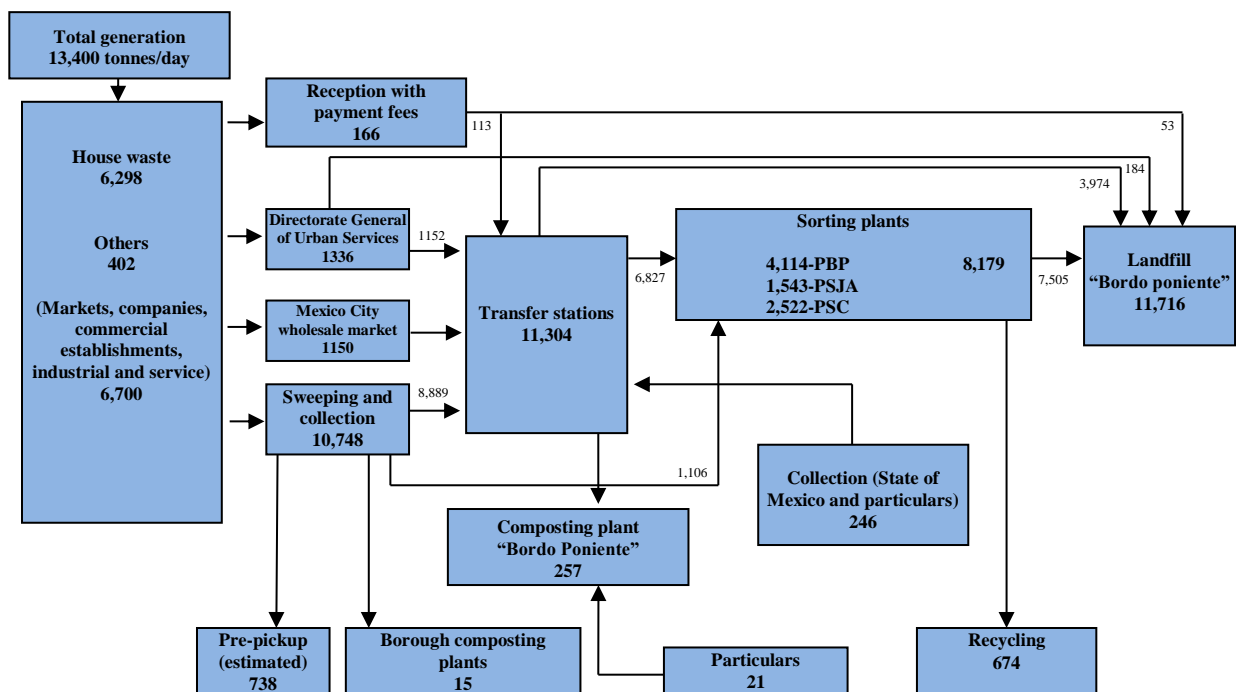 Total generation
13,400 tonnes/day
House waste
6,298
Others
402
(Markets, companies,
commercial
establishments,
industrial and service)
6,700
Reception with
payment fees
166
113
53
Directorate General
of Urban Services
1336
1152
184
3,974
Mexico City
wholesale market
1150
Sweeping and
collection
10,748
8,889
Transfer stations
11,304
6,827
Sorting plants
4,114-PBP 8,179
1,543-PSJA
2,522-PSC
7,505
Landfill
“Bordo poniente”
11,716
1,106
Collection (State of
Mexico and particulars)
246
Composting plant
“Bordo Poniente”
257
Pre-pickup
(estimated)
738
Borough composting
plants
15
Particulars
21
Recycling
674